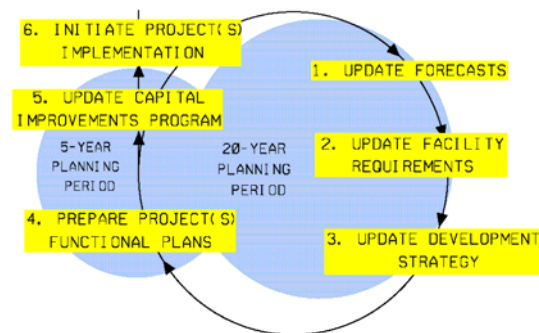 6. INITIATE PROJECT(S)
IMPLEMENTATION
1. UPDATE FORECASTS
5. UPDATE CAPITAL
IMPROVEMENTS PROGRAM
5-YEAR
PLANNING
PERIOD
20-YEAR
PLANNING
PERIOD
2. UPDATE FACILITY
REQUIREMENTS
4. PREPARE PROJECT(S)
FUNCTIONAL PLANS
3. UPDATE DEVELOPMENT
STRATEGY